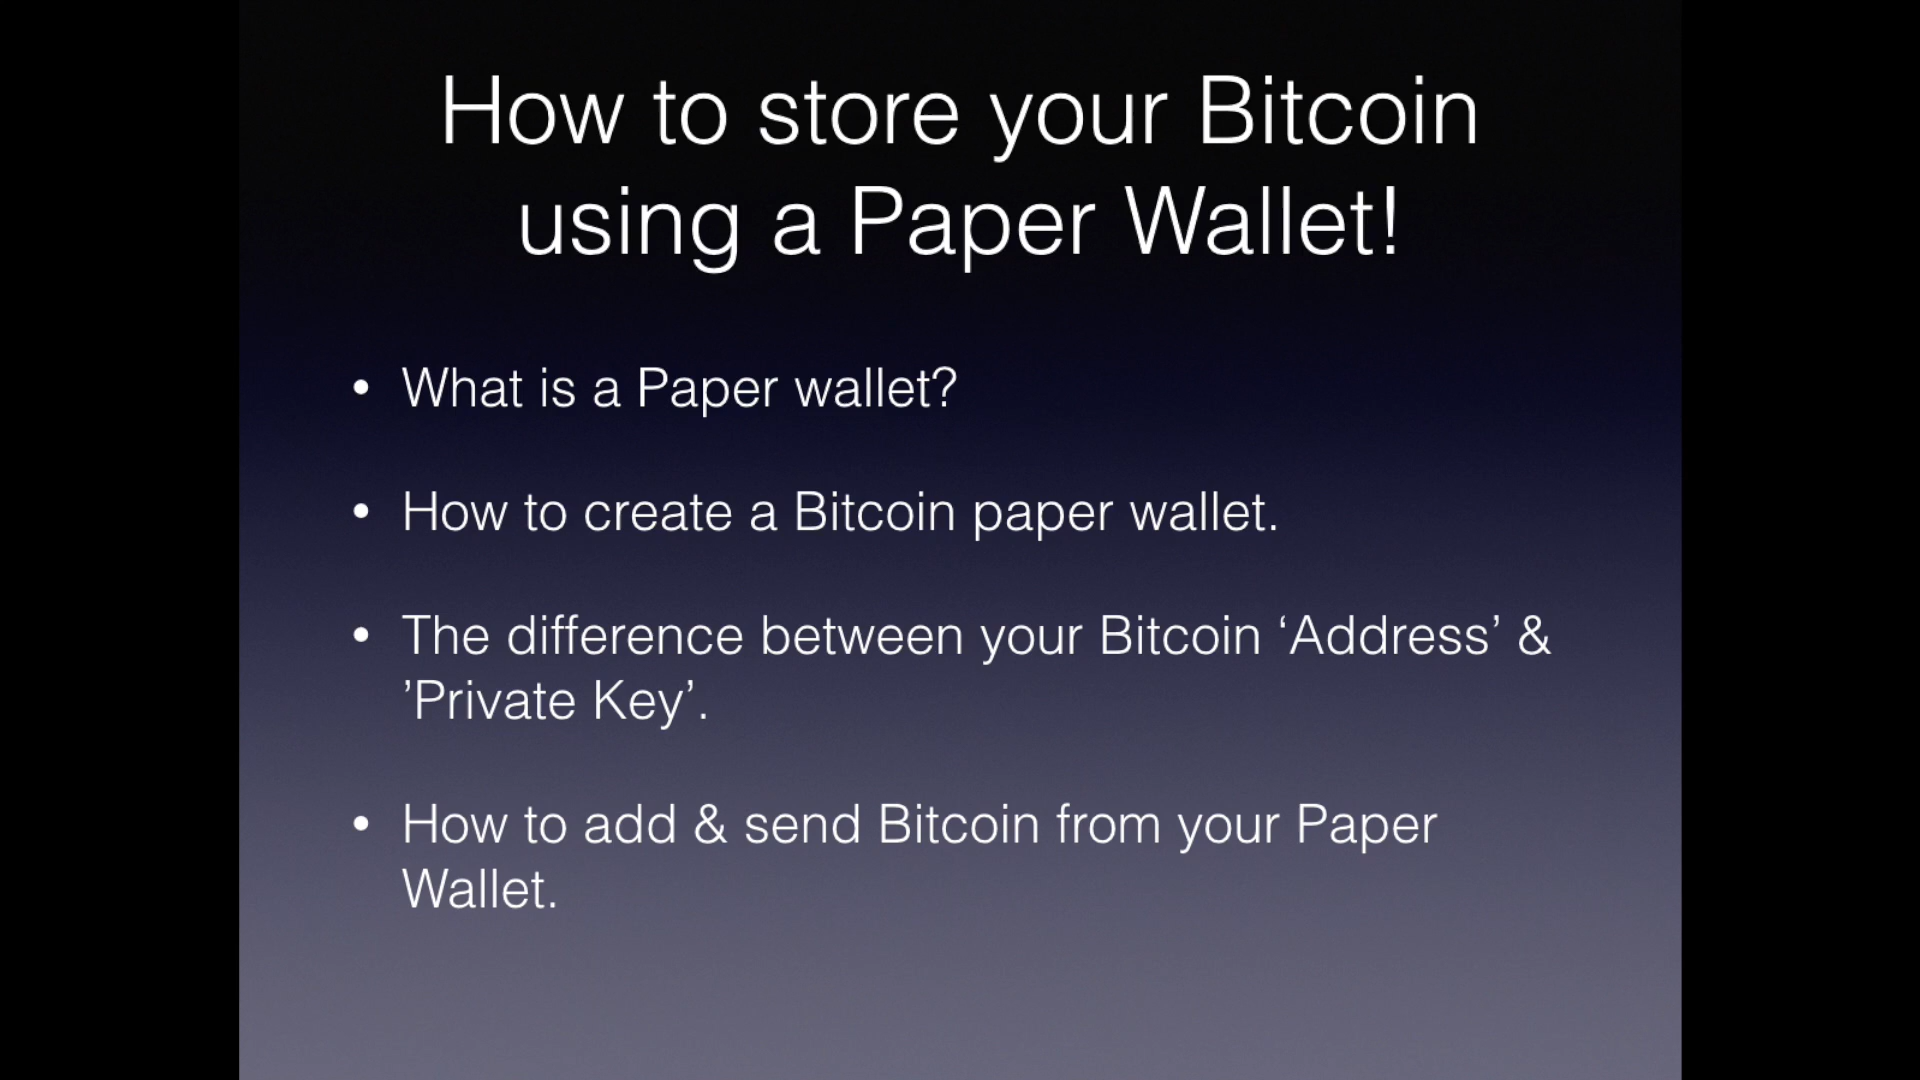 How to store your Bitcoin
using a Paper Wallet!
• What is a Paper wallet?
• How to create a Bitcoin paper wallet.
• The difference between your Bitcoin ‘Address’ &
’Private Key’.
• How to add & send Bitcoin from your Paper
Wallet.